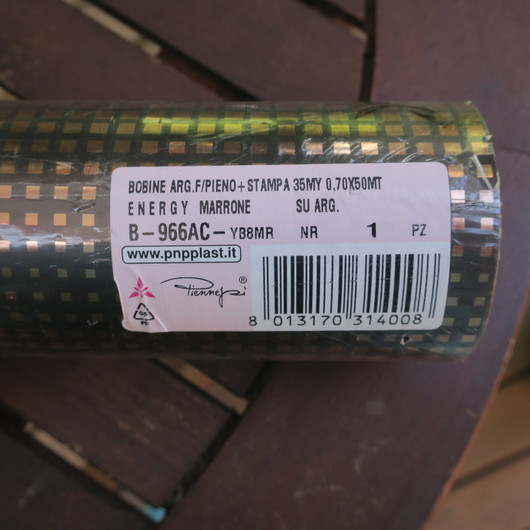 BOBINE ARG.F/PIENO+STAMPA 35MY 0,70X50MT
ENERGY MARRONE SU ARG.
B-966AC-YB8MR NR 1 PZ
www.pnpplast.it
Piennepi ®
8 013170 314008